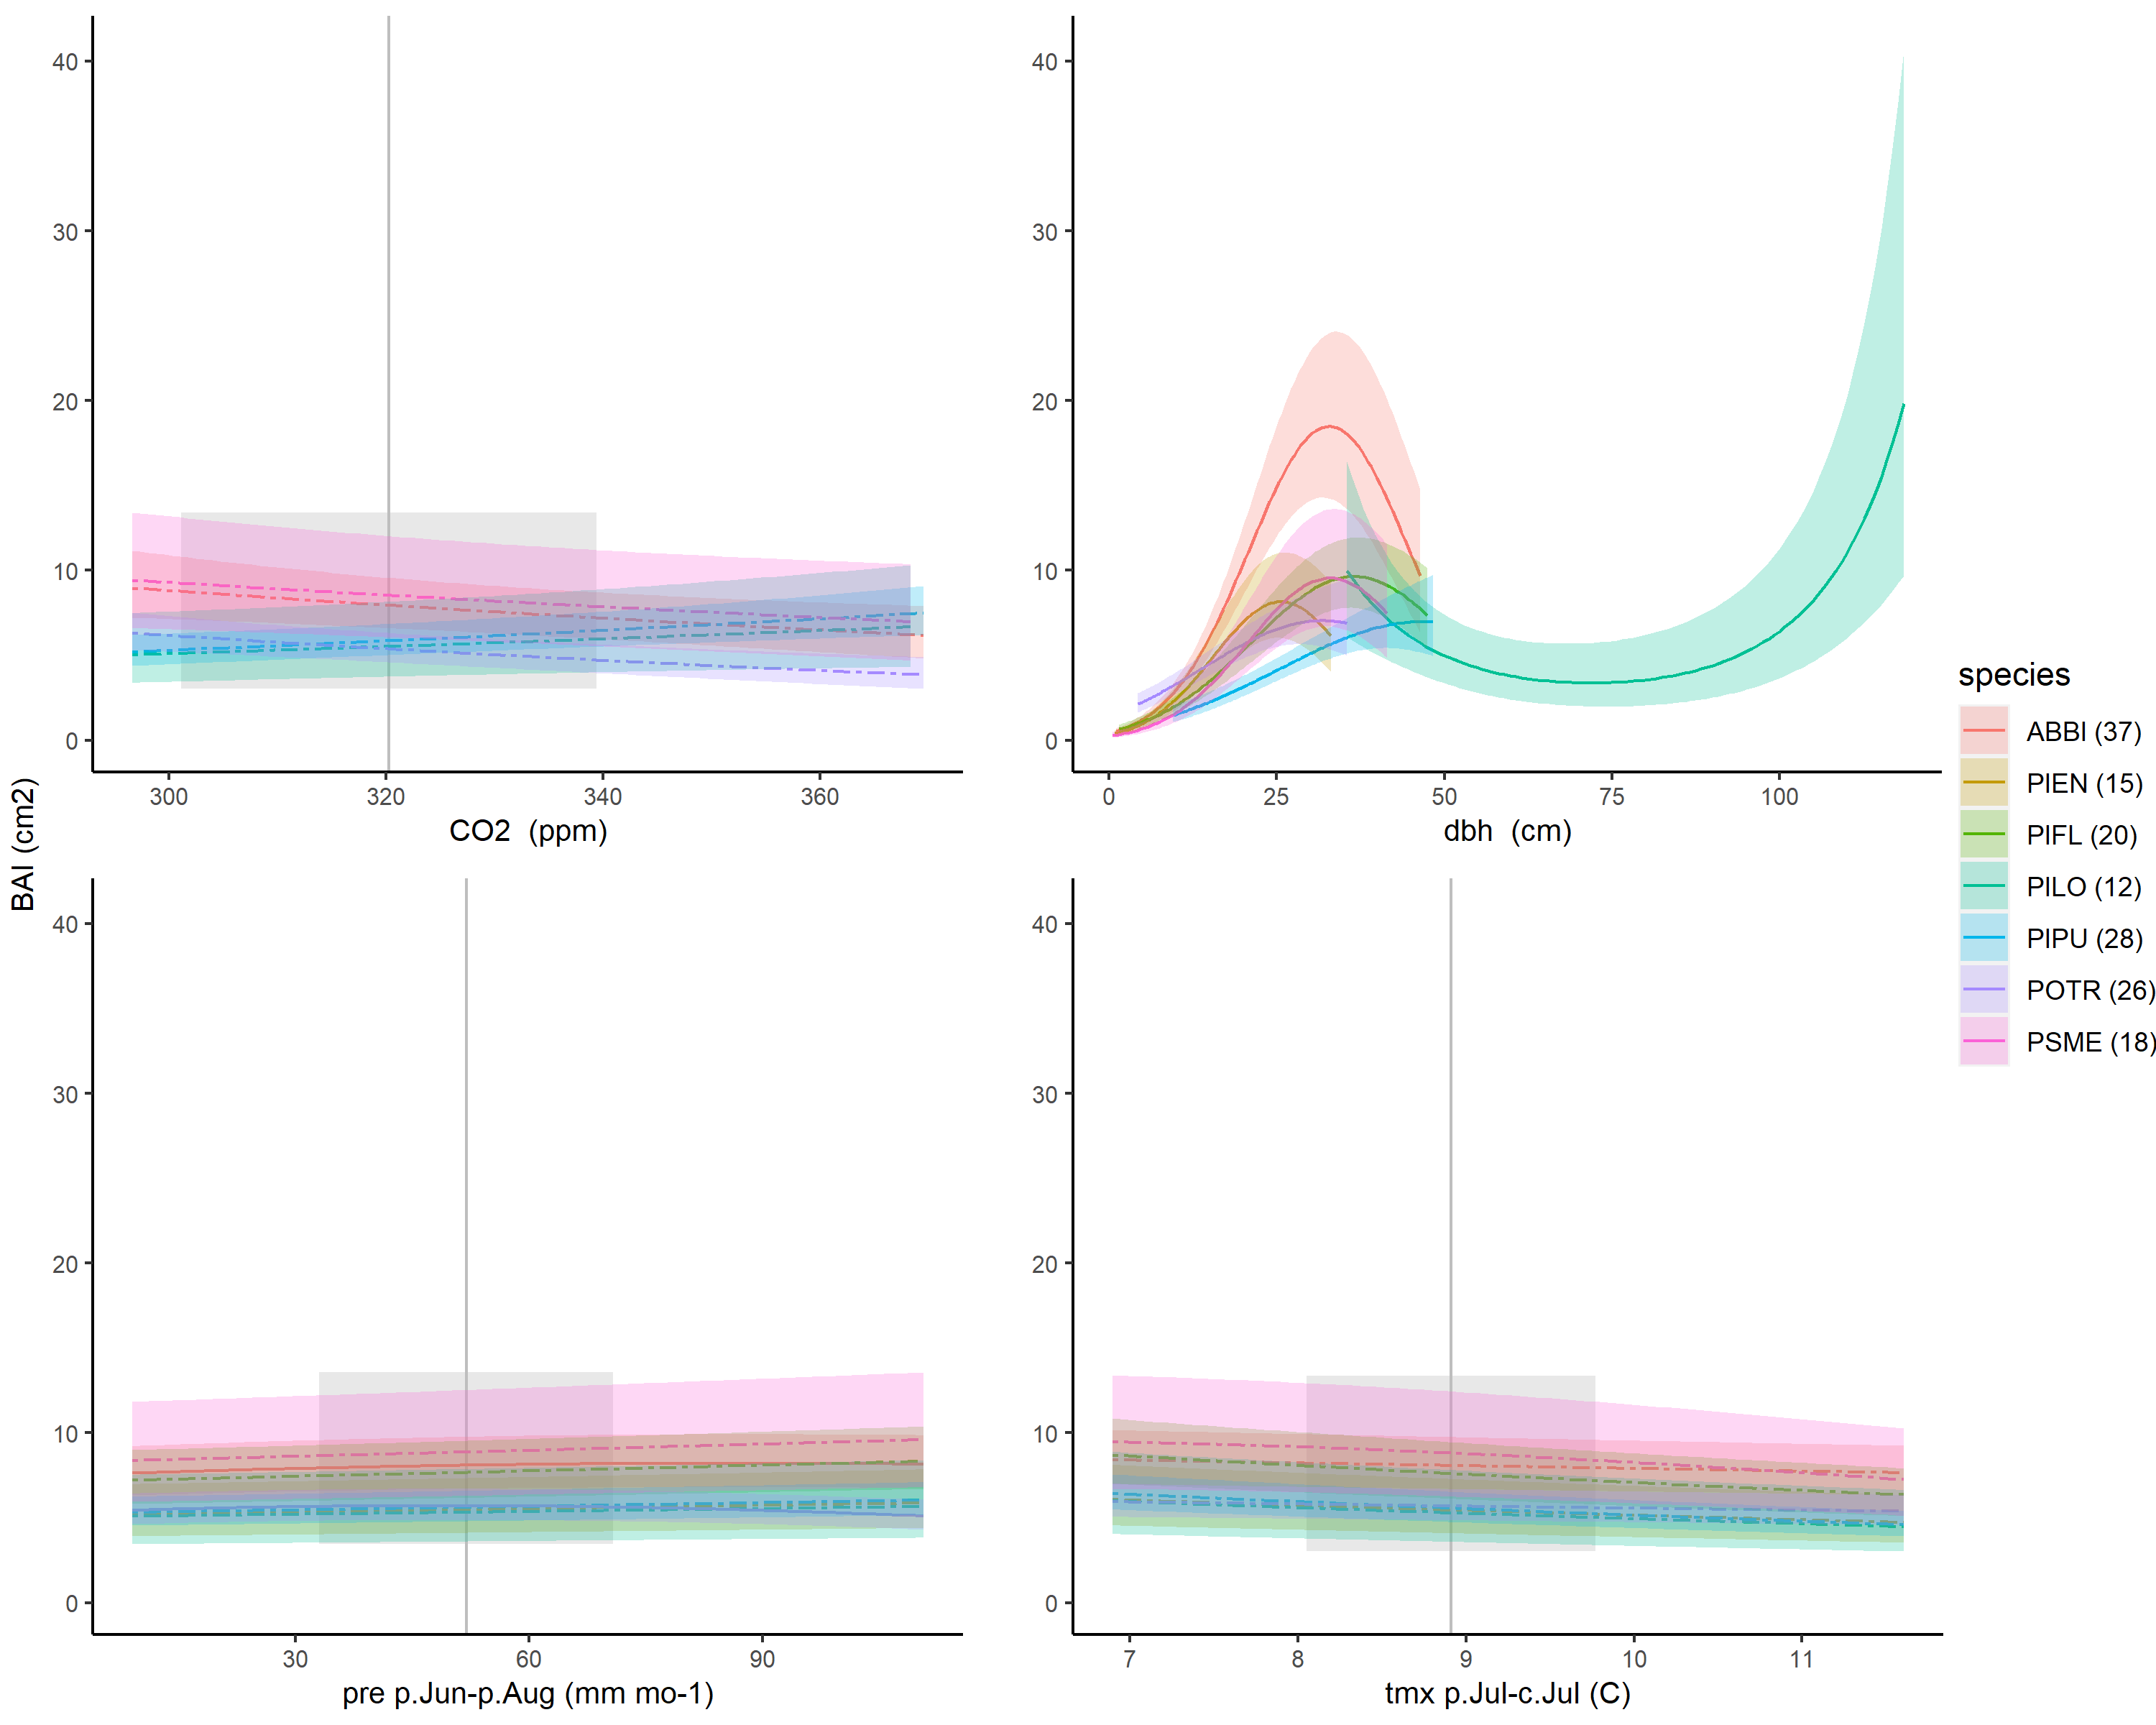 40
30
20
10
0
300 320 340 360
CO2 (ppm)
40
30
20
10
0
0 25 50 75 100
dbh (cm)
BAI (cm2)
40
30
20
10
0
30 60 90
pre p.Jun-p.Aug (mm mo-1)
40
30
20
10
0
7 8 9 10 11
tmx p.Jul-c.Jul (C)
species
ABBI (37)
PIEN (15)
PIFL (20)
PILO (12)
PIPU (28)
POTR (26)
PSME (18)